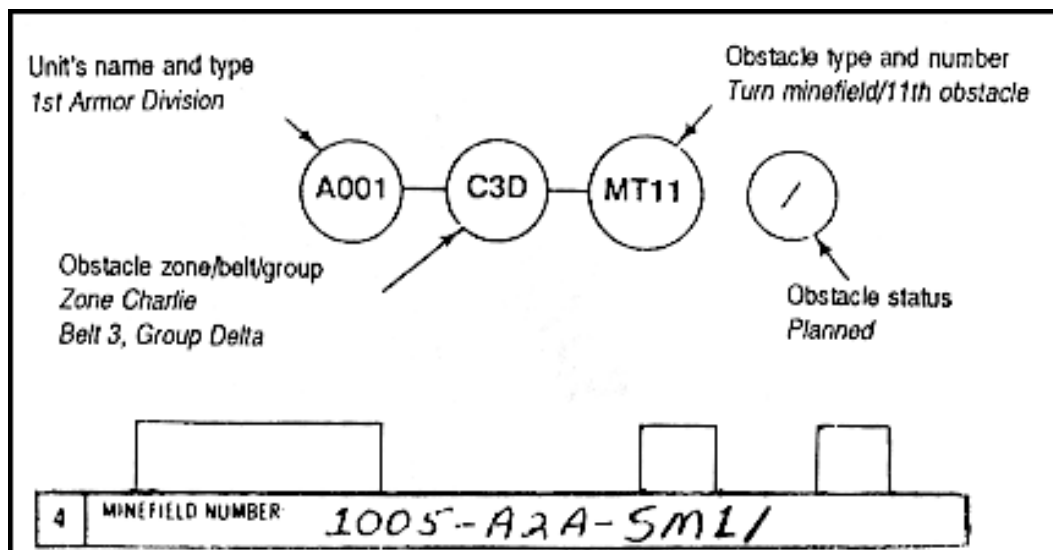 Unit's name and type
1st Armor Division
Obstacle type and number
Turn minefield/11th obstacle
A001
C3D
MT11
/
Obstacle zone/belt/group
Zone Charlie
Belt 3, Group Delta
Obstacle status
Planned
4 MINEFIELD NUMBER 1005-A2A-SM1/